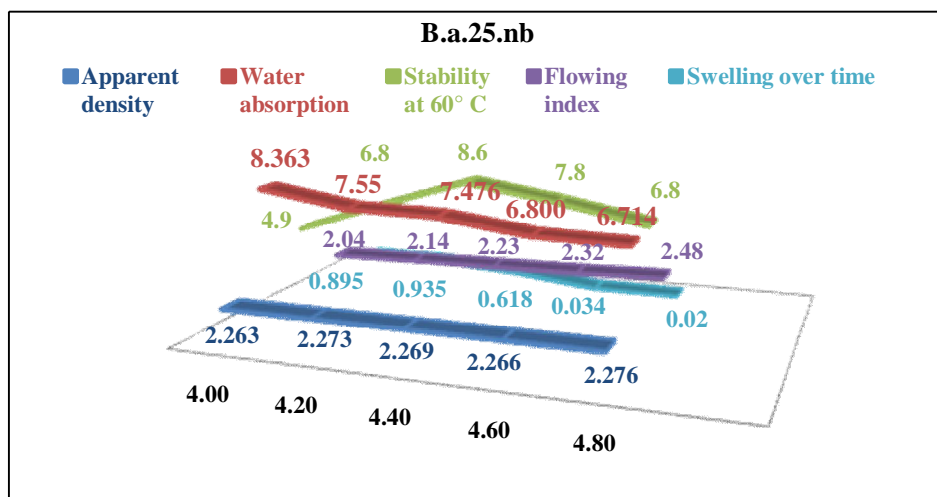 B.a.25.nb
Apparent density
Water absorption
Stability at 60° C
Flowing index
Swelling over time
4.9 6.8 8.6 7.8 6.8
8.363 7.55 7.476 6.800 6.714
2.04 2.14 2.23 2.32 2.48
0.895 0.935 0.618 0.034 0.02
2.263 2.273 2.269 2.266 2.276
4.00 4.20 4.40 4.60 4.80